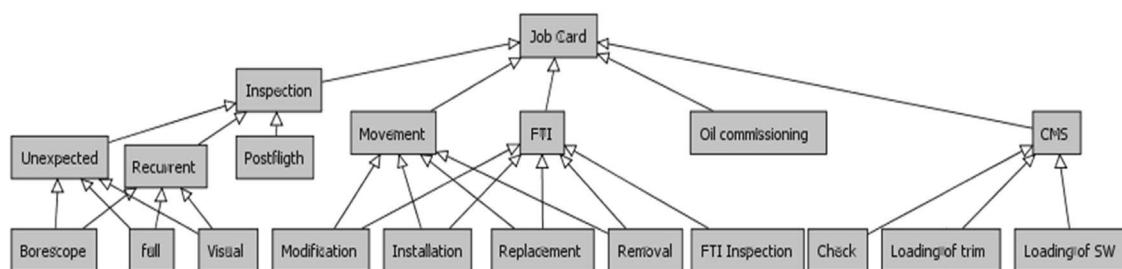 Job Card
Inspection
Movement
FTI
Oil commissioning
CMS
Unexpected
Recurrent
Postfligth
Borescope
full
Visual
Modification
Installation
Replacement
Removal
FTI Inspection
Check
Loading of trim
Loading of SW